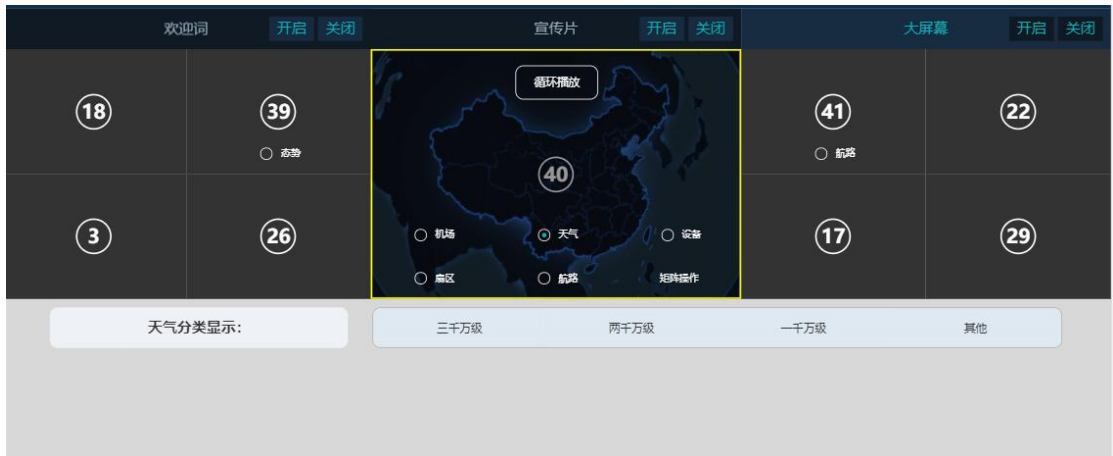 欢迎词 开启 关闭 宣传片 开启 关闭 大屏幕 开启 关闭
循环播放
18 39 41 22
态势 航路
40
3 26 17 29
机场 天气 设备
扇区 航路 矩阵操作
天气分类显示: 三千万级 两千万级 一千万级 其他